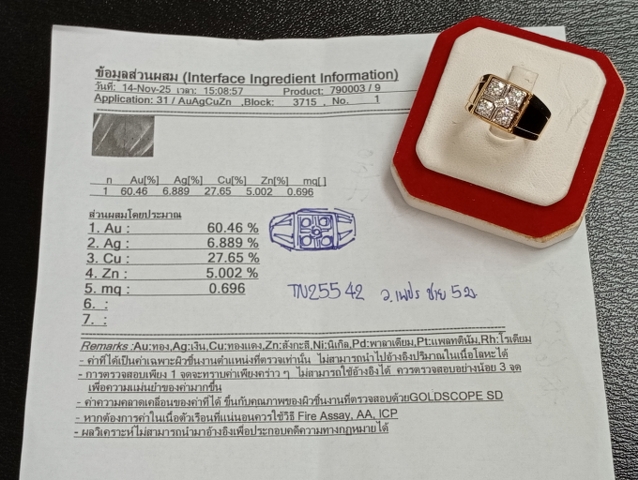 ข้อมูลส่วนผสม (Interface Ingredient Information)
วันที่: 14-Nov-25 เวลา: 15:08:57 Product: 790003 / 9
Application: 31 / AuAgCuZn ,Block: 3715 , No. 1
n Au[%] Ag[%] Cu[%] Zn[%] mq[]
1 60.46 6.889 27.65 5.002 0.696
ส่วนผสมโดยประมาณ
1. Au : 60.46 %
2. Ag : 6.889 %
3. Cu : 27.65 %
4. Zn : 5.002 %
5. mq : 0.696
6. :
7. :
TN25542 ว.เพชร ชาย 5
Remarks :Au:ทอง,Ag:เงิน,Cu:ทองแดง,Zn:สังกะสี,Ni:นิเกิล,Pd:พาลาเดียม,Pt:แพลทตินัม,Rh:โรเดียม
- ค่าที่ได้เป็นค่าเฉพาะผิวชิ้นงานตำแหน่งที่ตรวจเท่านั้น ไม่สามารถนำไปอ้างอิงปริมาณในเนื้อโลหะได้
- การตรวจสอบเพียง 1 จุดจะทราบค่าเพียงคร่าว ๆ ไม่สามารถใช้อ้างอิงได้ ควรตรวจสอบอย่างน้อย 3 จุด
เพื่อความแม่นยำของค่ามากขึ้น
- ค่าความคลาดเคลื่อนของค่าที่ได้ ขึ้นกับคุณภาพของผิวชิ้นงานที่ตรวจสอบด้วยGOLDSCOPE SD
- หากต้องการค่าในเนื้อตัวเรือนที่แน่นอนควรใช้วิธี Fire Assay, AA, ICP
- ผลวิเคราะห์ไม่สามารถนำมาอ้างอิงเพื่อประกอบคดีความทางกฎหมายได้